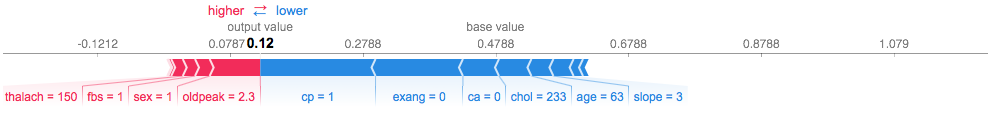 higher ⇄ lower
output value base value
-0.1212 0.0787 0.12 0.2788 0.4788 0.6788 0.8788 1.079
thalach = 150 fbs = 1 sex = 1 oldpeak = 2.3 cp = 1 exang = 0 ca = 0 chol = 233 age = 63 slope = 3